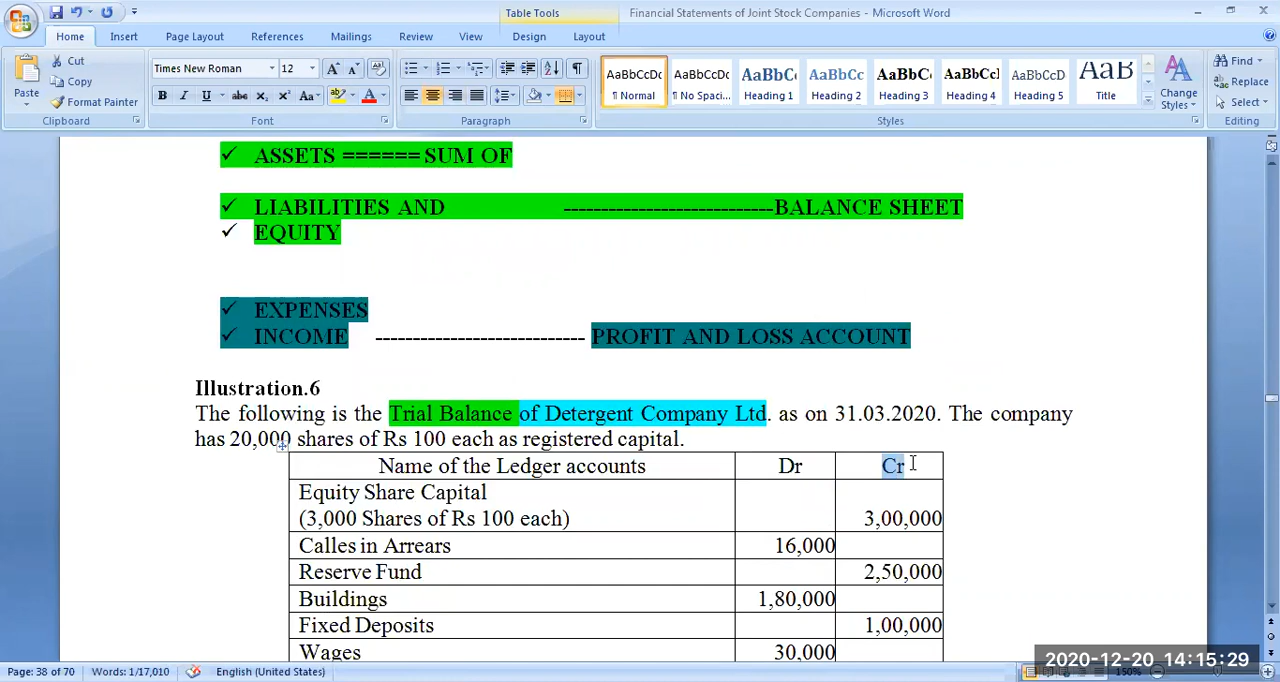 Table Tools
Financial Statements of Joint Stock Companies - Microsoft Word
Home Insert Page Layout References Mailings Review View Design Layout
Paste Cut Copy Format Painter
Times New Roman 12
AaBbCcDc AaBbCcDc AaBbC AaBbCc AaBbC AaBbCcI AaBbCcD AaB
¶ Normal ¶ No Spaci... Heading 1 Heading 2 Heading 3 Heading 4 Heading 5 Title
Change Styles
Find Replace Select
Clipboard Font Paragraph Styles Editing
✓ ASSETS ====== SUM OF
✓ LIABILITIES AND ----------------------------BALANCE SHEET
✓ EQUITY
✓ EXPENSES
✓ INCOME ---------------------------- PROFIT AND LOSS ACCOUNT
Illustration.6
The following is the Trial Balance of Detergent Company Ltd. as on 31.03.2020. The company
has 20,000 shares of Rs 100 each as registered capital.
Name of the Ledger accounts Dr Cr
Equity Share Capital
(3,000 Shares of Rs 100 each) 3,00,000
Calles in Arrears 16,000
Reserve Fund 2,50,000
Buildings 1,80,000
Fixed Deposits 1,00,000
Wages 30,000
2020-12-20 14:15:29
Page: 38 of 70 Words: 1/17,010 English (United States) 150%